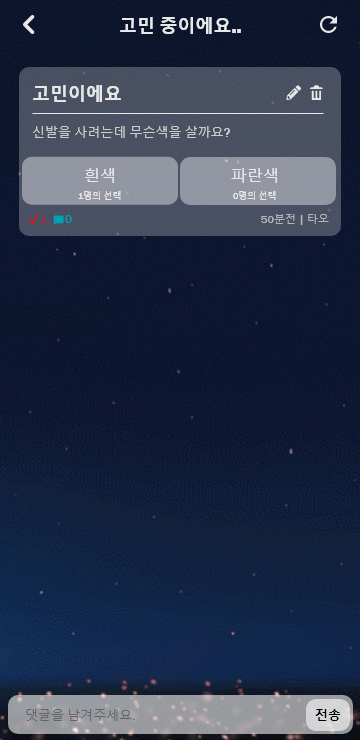 고민 중이에요..
고민이에요
신발을 사려는데 무슨색을 살까요?
흰색 파란색
1명의 선택 0명의 선택
0 50분전 | 타오
댓글을 남겨주세요. 전송